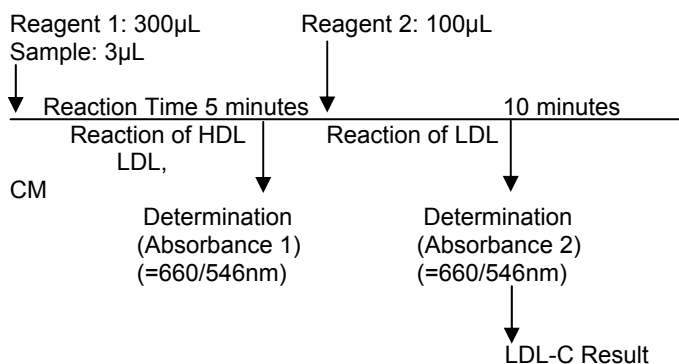 Reagent 1: 300µL
Sample: 3µL
Reagent 2: 100µL
Reaction Time 5 minutes
10 minutes
Reaction of HDL
LDL,
CM
Reaction of LDL
Determination
(Absorbance 1)
(=660/546nm)
Determination
(Absorbance 2)
(=660/546nm)
LDL-C Result